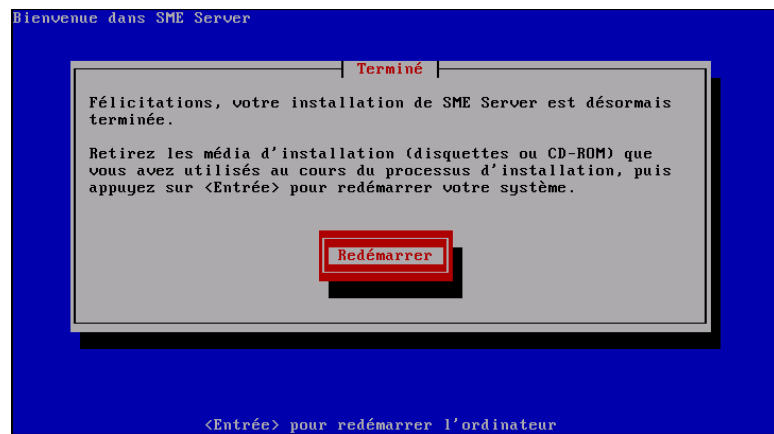 Bienvenue dans SME Server
Terminé
Félicitations, votre installation de SME Server est désormais
terminée.
Retirez les média d'installation (disquettes ou CD-ROM) que
vous avez utilisés au cours du processus d'installation, puis
appuyez sur <Entrée> pour redémarrer votre système.
Redémarrer
<Entrée> pour redémarrer l'ordinateur